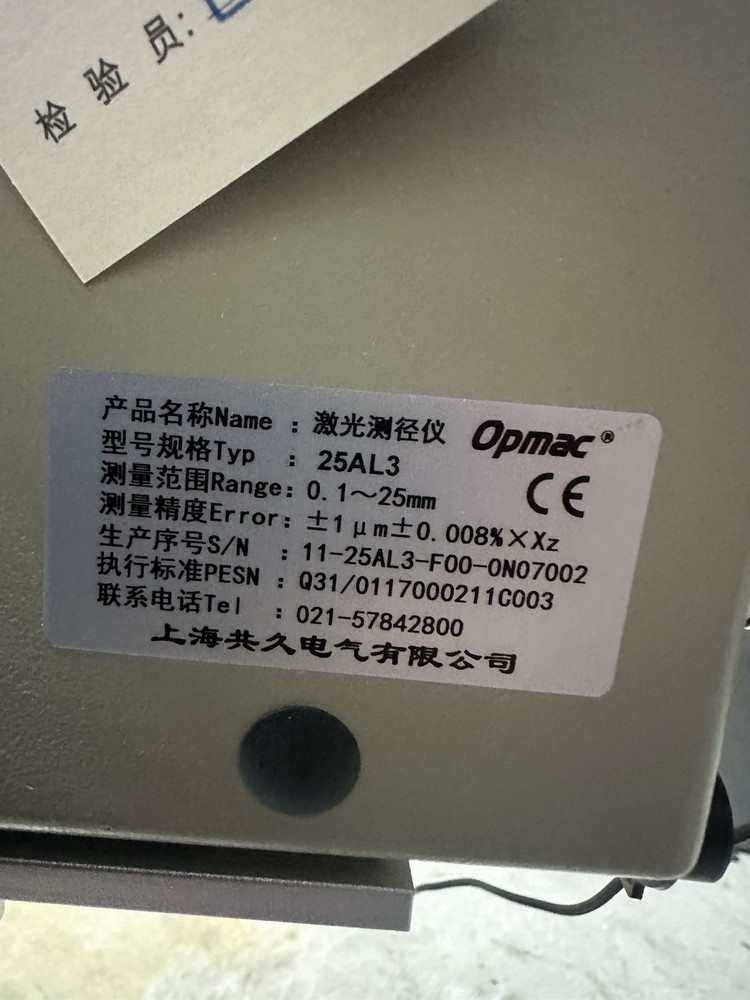 检验员:
产品名称Name : 激光测径仪 Opmac®
型号规格Typ : 25AL3 CE
测量范围Range: 0.1～25mm
测量精度Error: ±1μm±0.008%×Xz
生产序号S/N : 11-25AL3-F00-0N07002
执行标准PESN : Q31/0117000211C003
联系电话Tel : 021-57842800
上海共久电气有限公司